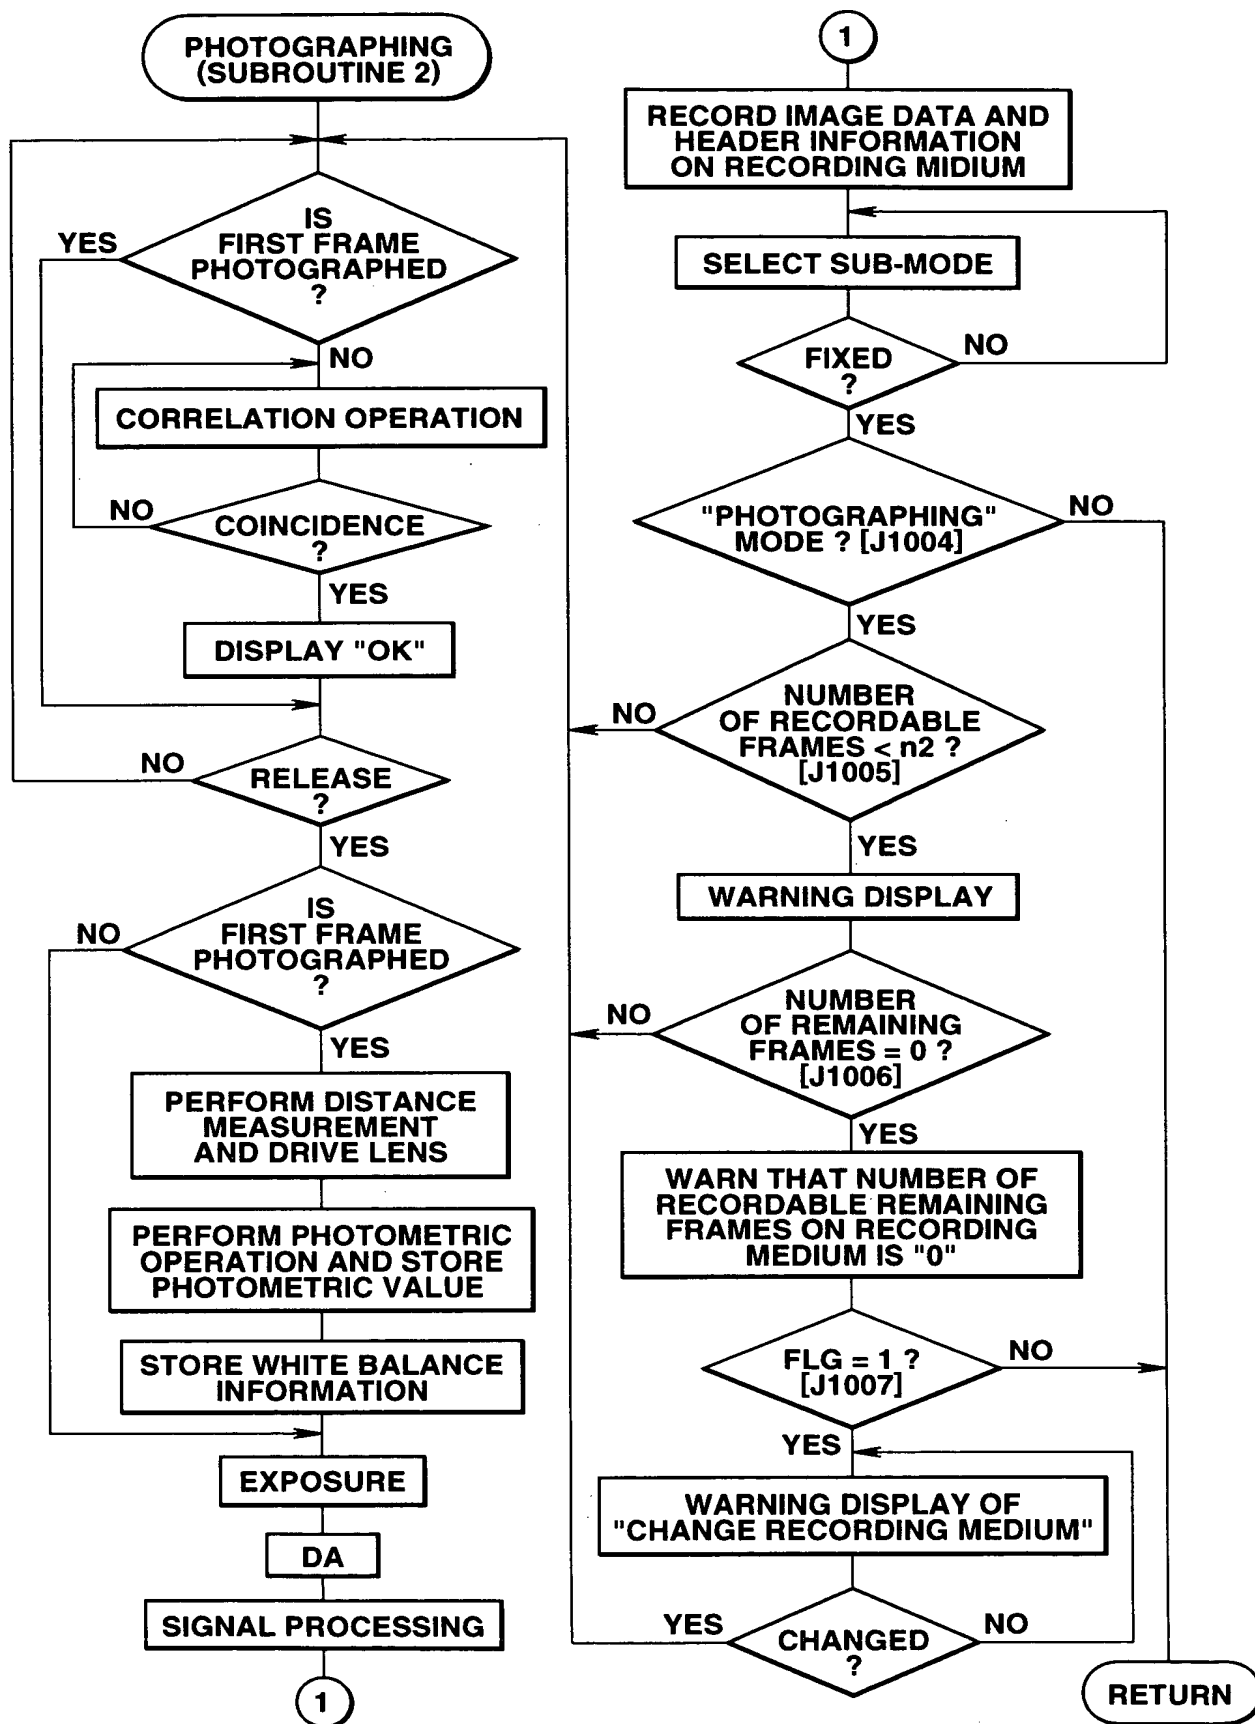 PHOTOGRAPHING
(SUBROUTINE 2)
IS
FIRST FRAME
PHOTOGRAPHED
?
YES
NO
CORRELATION OPERATION
COINCIDENCE
?
NO
YES
DISPLAY "OK"
RELEASE
?
NO
YES
IS
FIRST FRAME
PHOTOGRAPHED
?
NO
YES
PERFORM DISTANCE
MEASUREMENT
AND DRIVE LENS
PERFORM PHOTOMETRIC
OPERATION AND STORE
PHOTOMETRIC VALUE
STORE WHITE BALANCE
INFORMATION
EXPOSURE
DA
SIGNAL PROCESSING
1
1
RECORD IMAGE DATA AND
HEADER INFORMATION
ON RECORDING MIDIUM
SELECT SUB-MODE
FIXED
?
NO
YES
"PHOTOGRAPHING"
MODE ? [J1004]
NO
YES
NUMBER
OF RECORDABLE
FRAMES < n2 ?
[J1005]
NO
YES
WARNING DISPLAY
NUMBER
OF REMAINING
FRAMES = 0 ?
[J1006]
NO
YES
WARN THAT NUMBER OF
RECORDABLE REMAINING
FRAMES ON RECORDING
MEDIUM IS "0"
FLG = 1 ?
[J1007]
NO
YES
WARNING DISPLAY OF
"CHANGE RECORDING MEDIUM"
CHANGED
?
YES
NO
RETURN